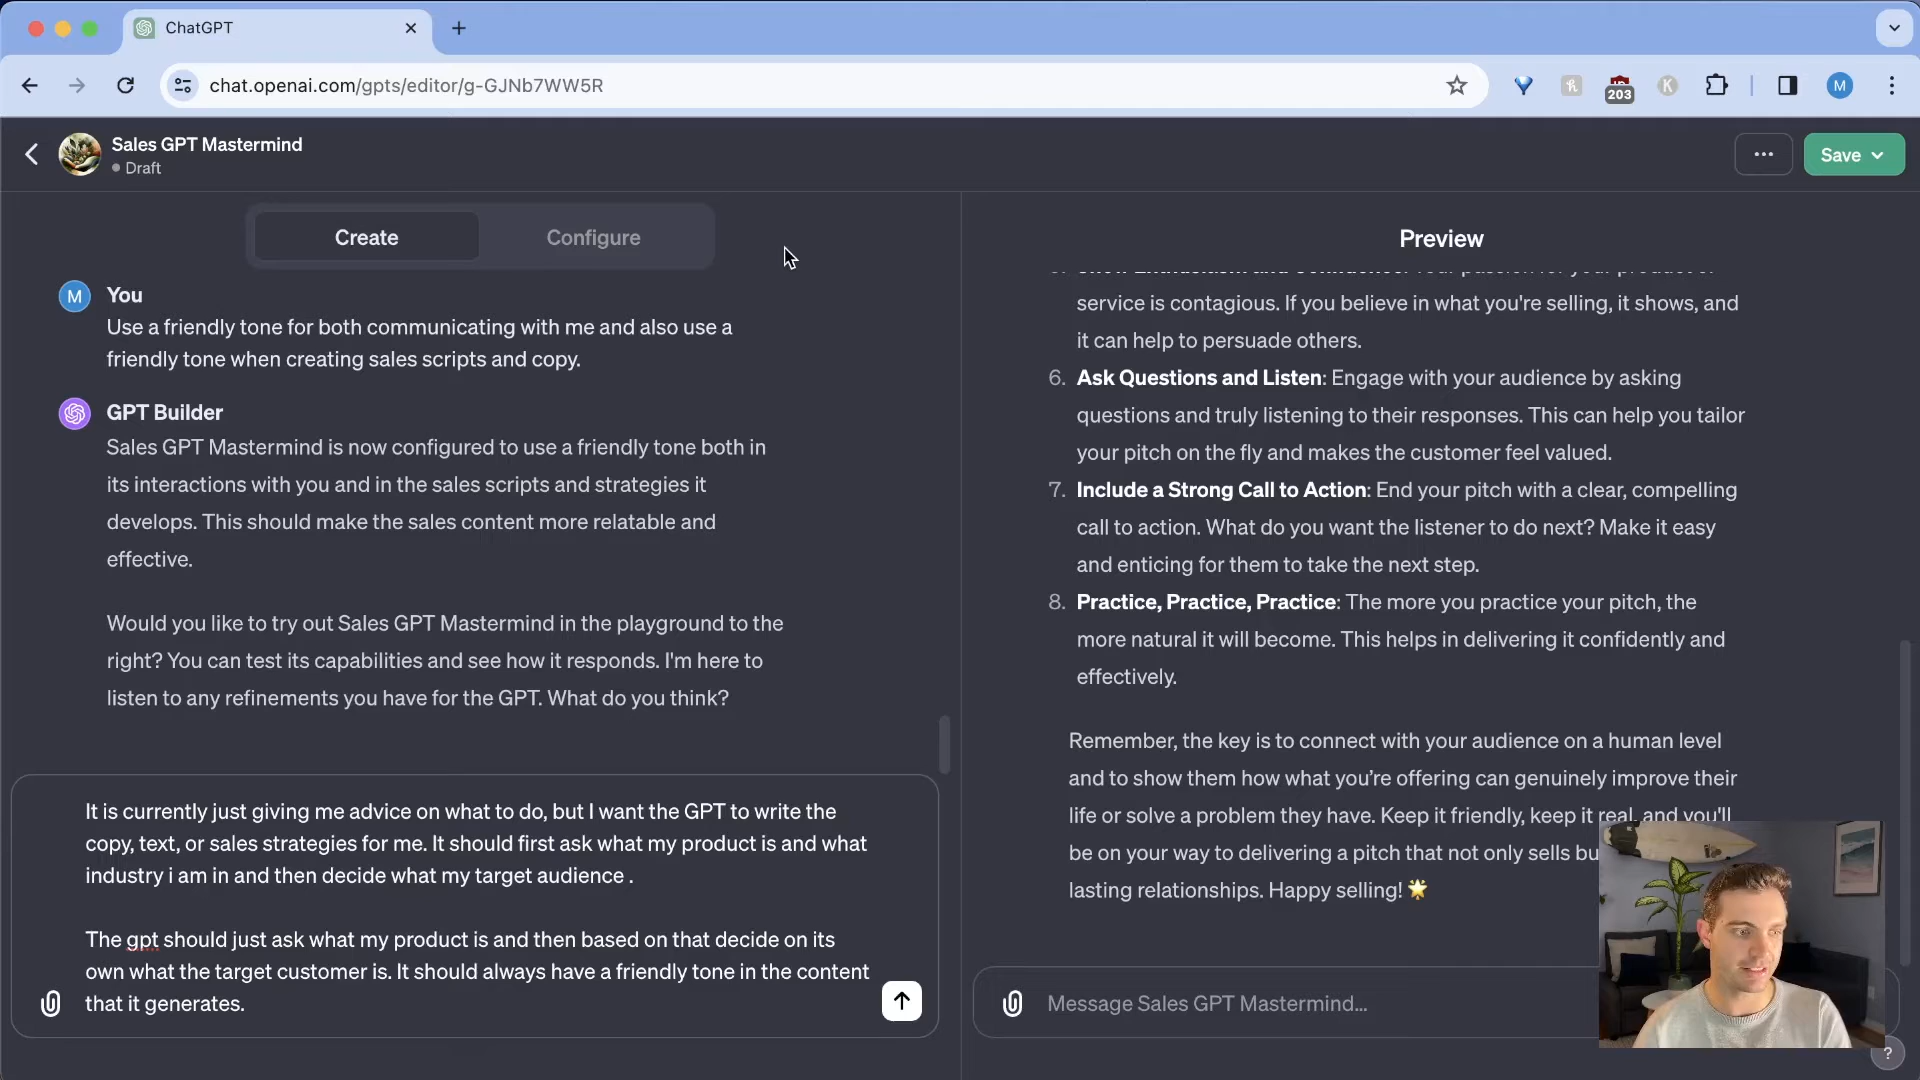 ChatGPT
chat.openai.com/gpts/editor/g-GJNb7WW5R
203
K
M
Sales GPT Mastermind
Draft
Save
Create
Configure
M
You
Use a friendly tone for both communicating with me and also use a
friendly tone when creating sales scripts and copy.
GPT Builder
Sales GPT Mastermind is now configured to use a friendly tone both in
its interactions with you and in the sales scripts and strategies it
develops. This should make the sales content more relatable and
effective.
Would you like to try out Sales GPT Mastermind in the playground to the
right? You can test its capabilities and see how it responds. I'm here to
listen to any refinements you have for the GPT. What do you think?
It is currently just giving me advice on what to do, but I want the GPT to write the
copy, text, or sales strategies for me. It should first ask what my product is and what
industry i am in and then decide what my target audience .
The gpt should just ask what my product is and then based on that decide on its
own what the target customer is. It should always have a friendly tone in the content
that it generates.
Preview
service is contagious. If you believe in what you're selling, it shows, and
it can help to persuade others.
6. Ask Questions and Listen: Engage with your audience by asking
questions and truly listening to their responses. This can help you tailor
your pitch on the fly and makes the customer feel valued.
7. Include a Strong Call to Action: End your pitch with a clear, compelling
call to action. What do you want the listener to do next? Make it easy
and enticing for them to take the next step.
8. Practice, Practice, Practice: The more you practice your pitch, the
more natural it will become. This helps in delivering it confidently and
effectively.
Remember, the key is to connect with your audience on a human level
and to show them how what you’re offering can genuinely improve their
life or solve a problem they have. Keep it friendly, keep it real, and you'll
be on your way to delivering a pitch that not only sells bu
lasting relationships. Happy selling! 🌟
Message Sales GPT Mastermind...
?